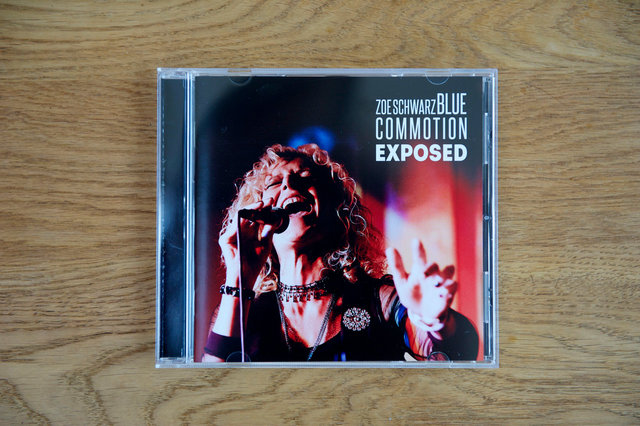 ZOE SCHWARZ BLUE
COMMOTION
EXPOSED